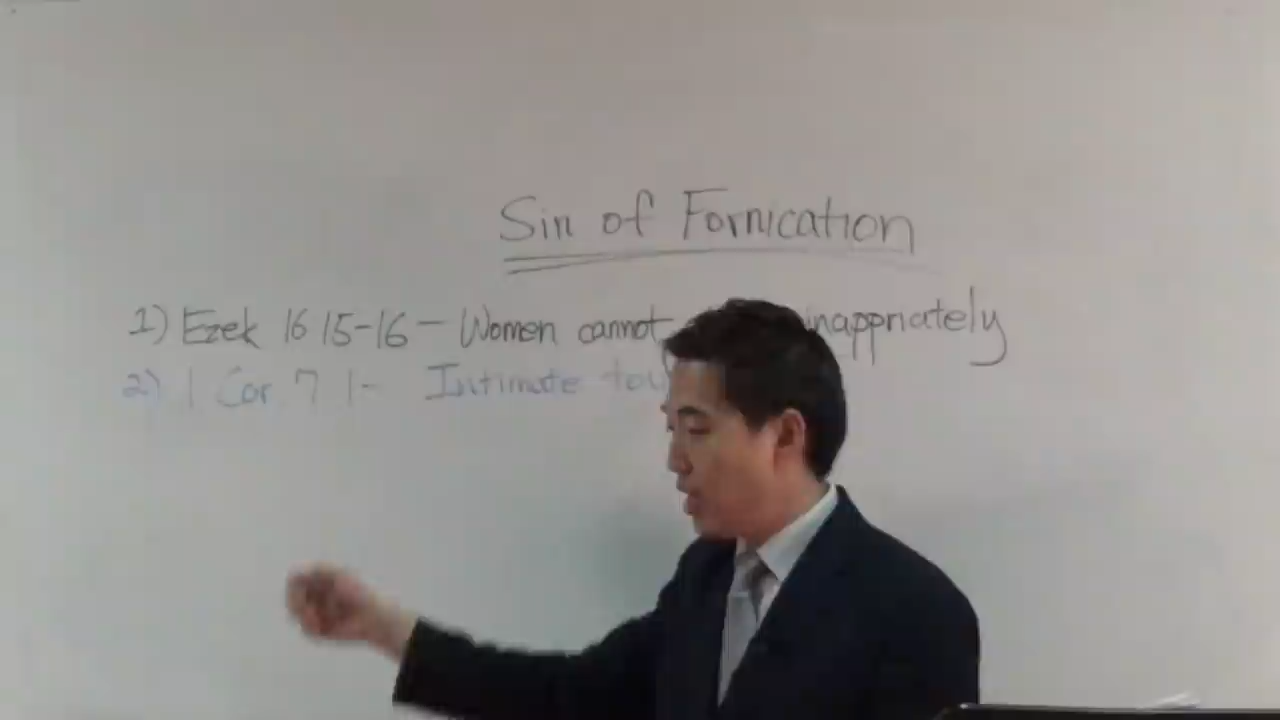 Sin of Fornication
1) Ezek 16 15-16 - Women cannot inappriately
2) 1 Cor 7 1- Intimate